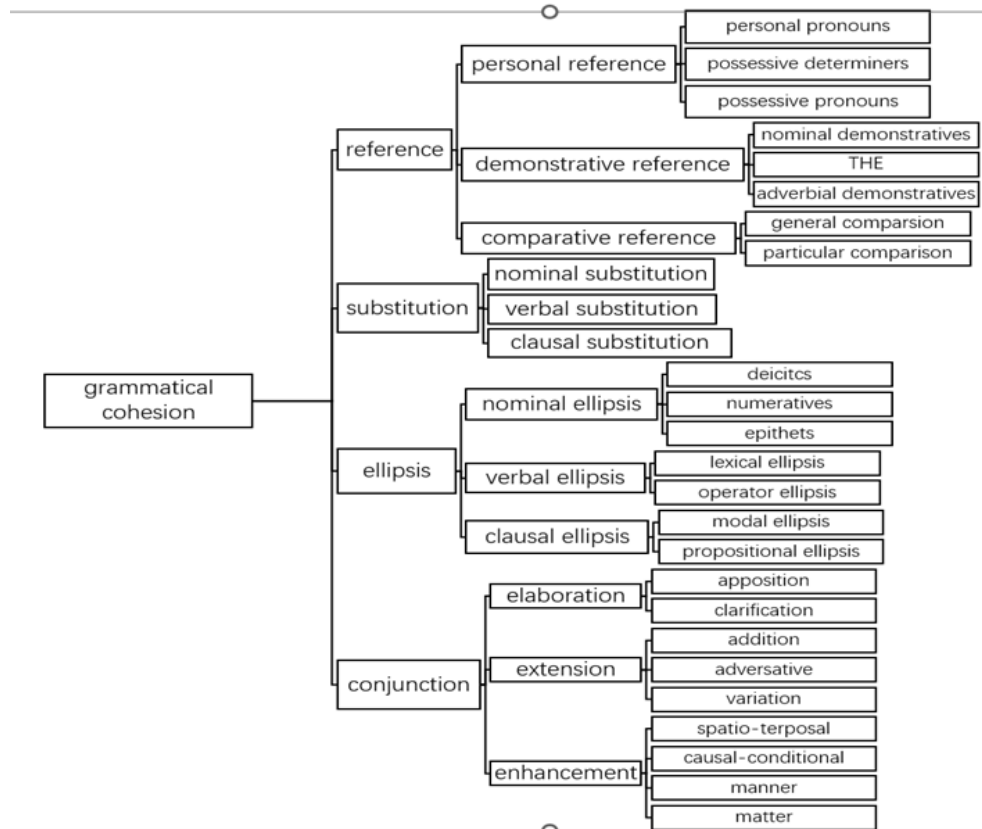 grammatical
cohesion
reference
personal reference
personal pronouns
possessive determiners
possessive pronouns
demonstrative reference
nominal demonstratives
THE
adverbial demonstratives
comparative reference
general comparsion
particular comparison
substitution
nominal substitution
verbal substitution
clausal substitution
ellipsis
nominal ellipsis
deicitcs
numeratives
epithets
verbal ellipsis
lexical ellipsis
operator ellipsis
clausal ellipsis
modal ellipsis
propositional ellipsis
conjunction
elaboration
apposition
clarification
extension
addition
adversative
variation
enhancement
spatio-terposal
causal-conditional
manner
matter